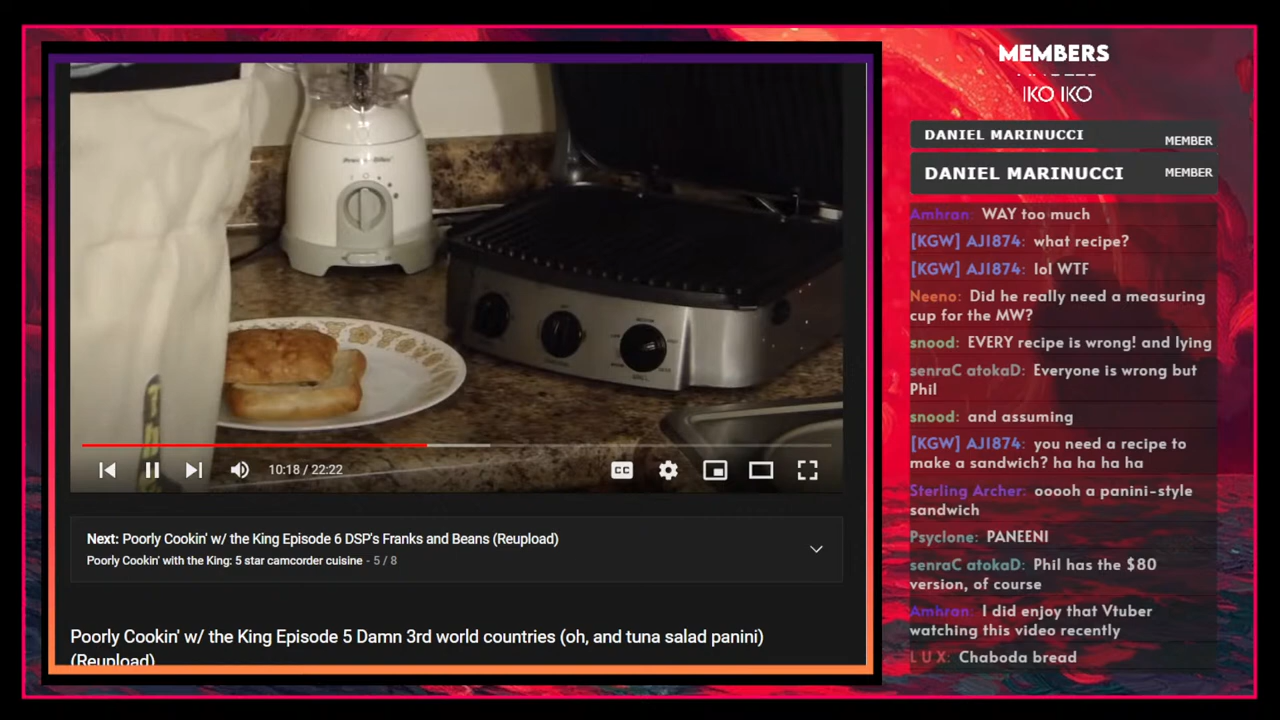 MEMBERS
IKO IKO
DANIEL MARINUCCI
MEMBER
DANIEL MARINUCCI
MEMBER
Amhran: WAY too much
[KGW] AJ1874: what recipe?
[KGW] AJ1874: lol WTF
Neeno: Did he really need a measuring
cup for the MW?
snood: EVERY recipe is wrong! and lying
senraC atokaD: Everyone is wrong but
Phil
snood: and assuming
[KGW] AJ1874: you need a recipe to
make a sandwich? ha ha ha ha
Sterling Archer: ooooh a panini-style
sandwich
Psyclone: PANEENI
senraC atokaD: Phil has the $80
version, of course
Amhran: I did enjoy that Vtuber
watching this video recently
L U X: Chaboda bread
10:18 / 22:22
CC
Next: Poorly Cookin' w/ the King Episode 6 DSP's Franks and Beans (Reupload)
Poorly Cookin' with the King: 5 star camcorder cuisine - 5 / 8
Poorly Cookin' w/ the King Episode 5 Damn 3rd world countries (oh, and tuna salad panini)
(Reupload)